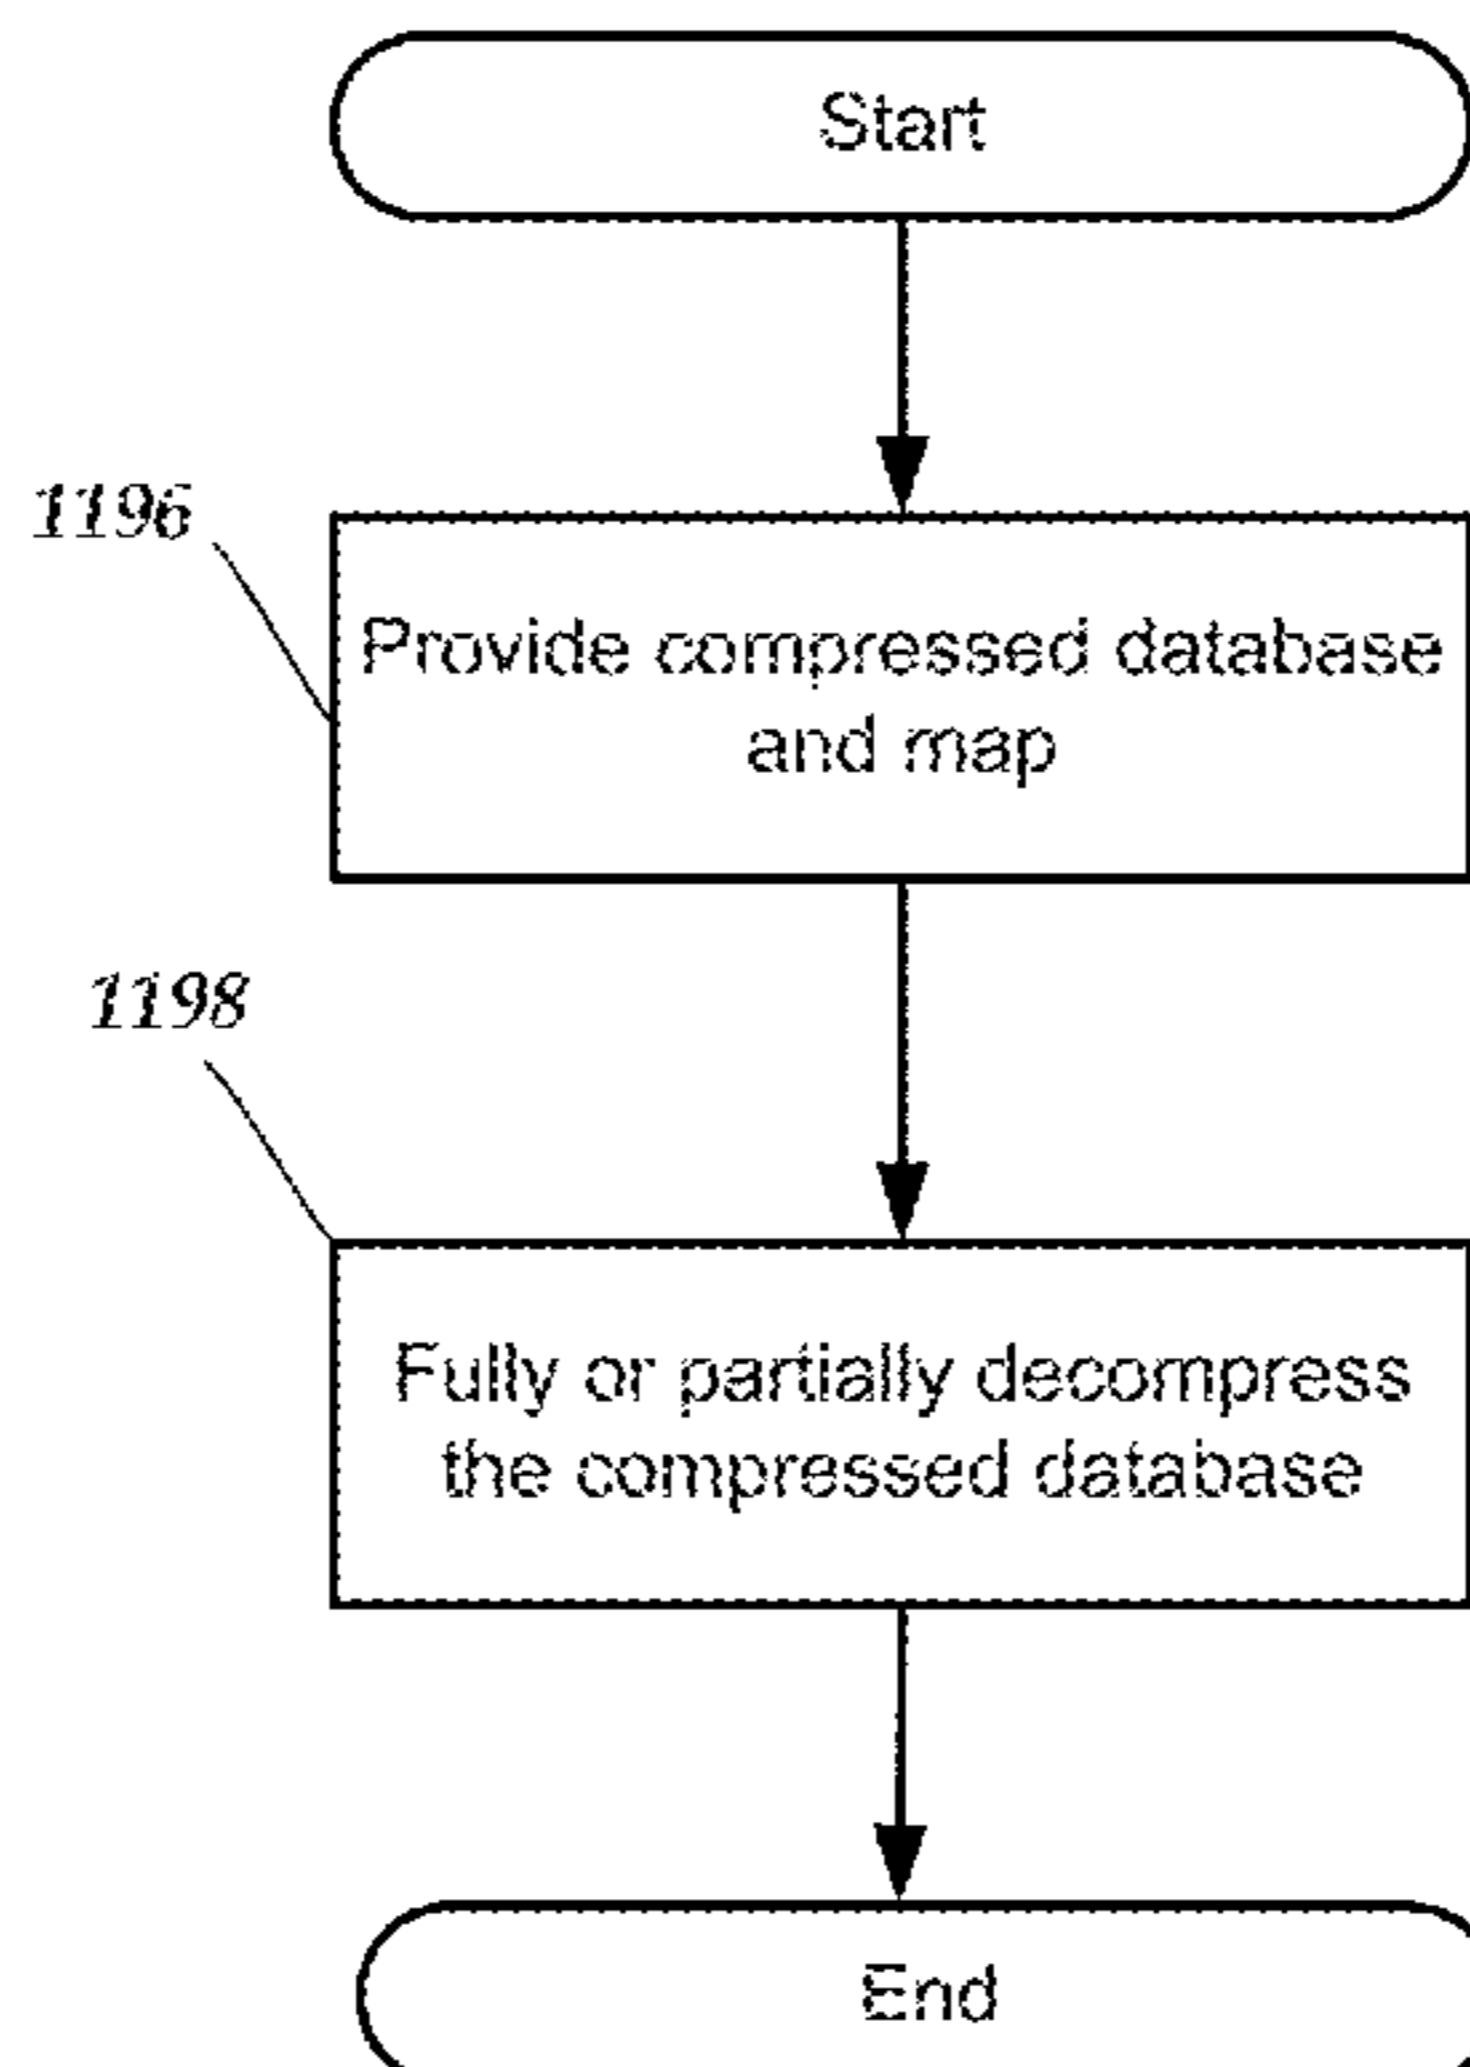 Start
1196
Provide compressed database
and map
1198
Fully or partially decompress
the compressed database
End